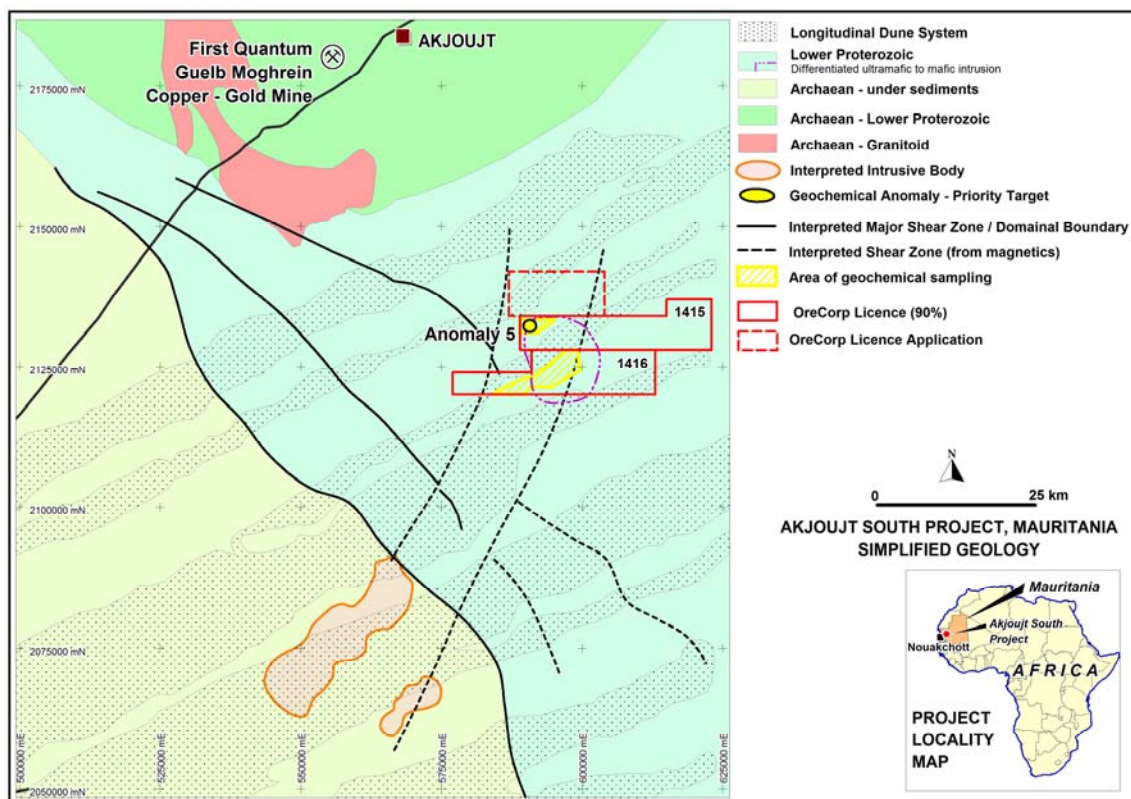 First Quantum
Guelb Moghrein
Copper - Gold Mine
AKJOUJT
2175000 mN
2150000 mN
2125000 mN
2100000 mN
2075000 mN
2050000 mN
500000 mE
525000 mE
550000 mE
575000 mE
600000 mE
625000 mE
Anomaly 5
1415
1416
Longitudinal Dune System
Lower Proterozoic
Differentiated ultramafic to mafic intrusion
Archaean - under sediments
Archaean - Lower Proterozoic
Archaean - Granitoid
Interpreted Intrusive Body
Geochemical Anomaly - Priority Target
Interpreted Major Shear Zone / Domainal Boundary
Interpreted Shear Zone (from magnetics)
Area of geochemical sampling
OreCorp Licence (90%)
OreCorp Licence Application
N
0 25 km
AKJOUJT SOUTH PROJECT, MAURITANIA
SIMPLIFIED GEOLOGY
Mauritania
Akjoujt South
Project
Nouakchott
AFRICA
PROJECT
LOCALITY
MAP